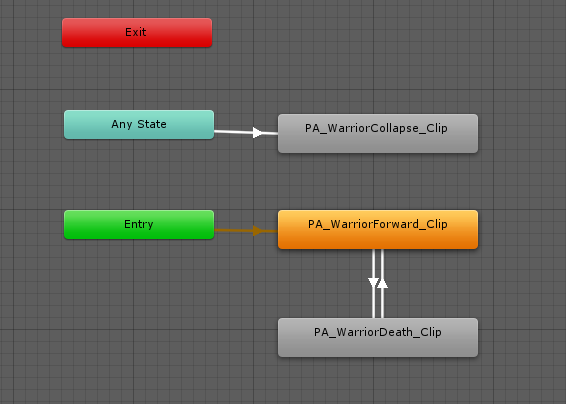 Exit
Any State
PA_WarriorCollapse_Clip
Entry
PA_WarriorForward_Clip
PA_WarriorDeath_Clip